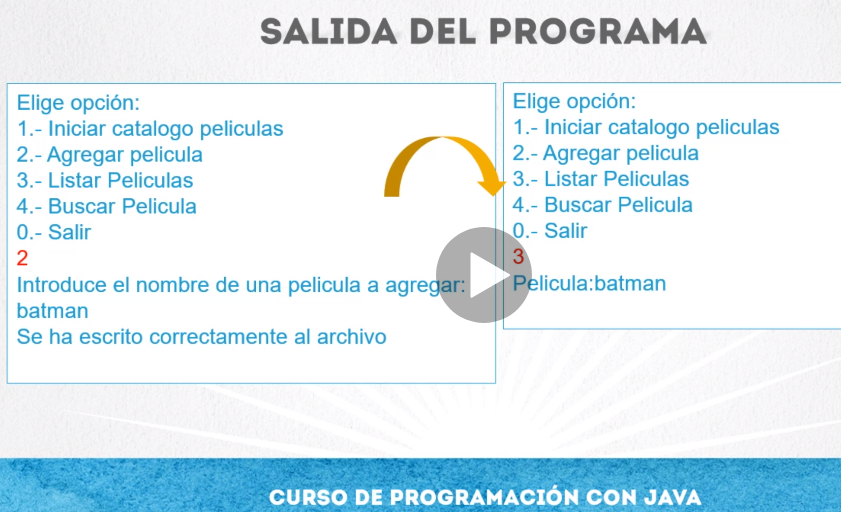 SALIDA DEL PROGRAMA
Elige opción:
1.- Iniciar catalogo peliculas
2.- Agregar pelicula
3.- Listar Peliculas
4.- Buscar Pelicula
0.- Salir
2
Introduce el nombre de una pelicula a agregar:
batman
Se ha escrito correctamente al archivo
Elige opción:
1.- Iniciar catalogo peliculas
2.- Agregar pelicula
3.- Listar Peliculas
4.- Buscar Pelicula
0.- Salir
3
Pelicula:batman
CURSO DE PROGRAMACIÓN CON JAVA